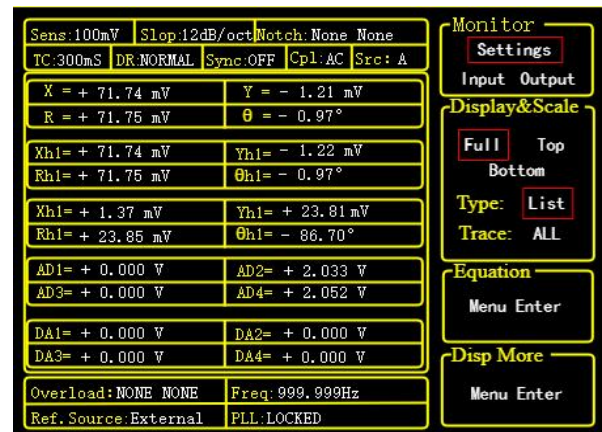 Sens:100mV Slop:12dB/oct Notch: None None
TC:300mS DR:NORMAL Sync:OFF Cpl:AC Src: A
X = + 71.74 mV Y = - 1.21 mV
R = + 71.75 mV θ = - 0.97°
Xh1= + 71.74 mV Yh1= - 1.22 mV
Rh1= + 71.75 mV θh1= - 0.97°
Xh1= + 1.37 mV Yh1= + 23.81 mV
Rh1= + 23.85 mV θh1= - 86.70°
AD1= + 0.000 V AD2= + 2.033 V
AD3= + 0.000 V AD4= + 2.052 V
DA1= + 0.000 V DA2= + 0.000 V
DA3= + 0.000 V DA4= + 0.000 V
Overload:NONE NONE Freq:999.999Hz
Ref.Source:External PLL:LOCKED
Monitor
Settings
Input Output
Display&Scale
Full Top
Bottom
Type: List
Trace: ALL
Equation
Menu Enter
Disp More
Menu Enter